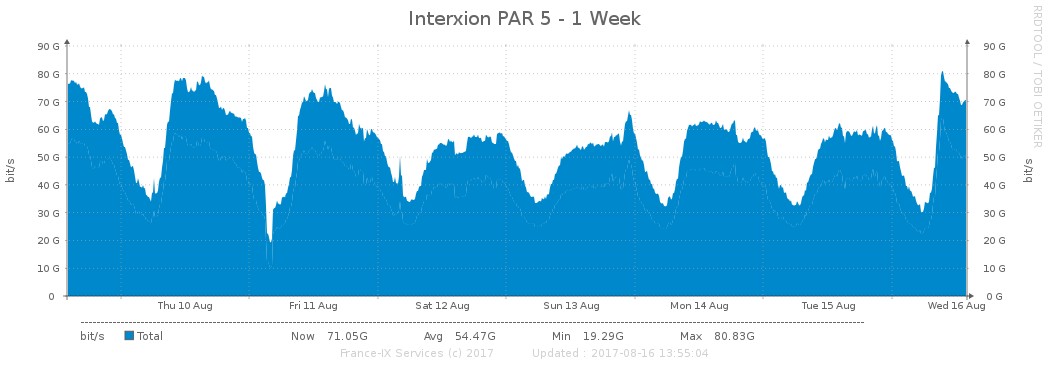 Interxion PAR 5 - 1 Week
RRDTOOL / TOBI OETIKER
bit/s
90 G 90 G
80 G 80 G
70 G 70 G
60 G 60 G
50 G 50 G
40 G 40 G
30 G 30 G
20 G 20 G
10 G 10 G
0 0 G
bit/s
Thu 10 Aug Fri 11 Aug Sat 12 Aug Sun 13 Aug Mon 14 Aug Tue 15 Aug Wed 16 Aug
bit/s Total Now 71.05G Avg 54.47G Min 19.29G Max 80.83G
France-IX Services (c) 2017 Updated : 2017-08-16 13:55:04